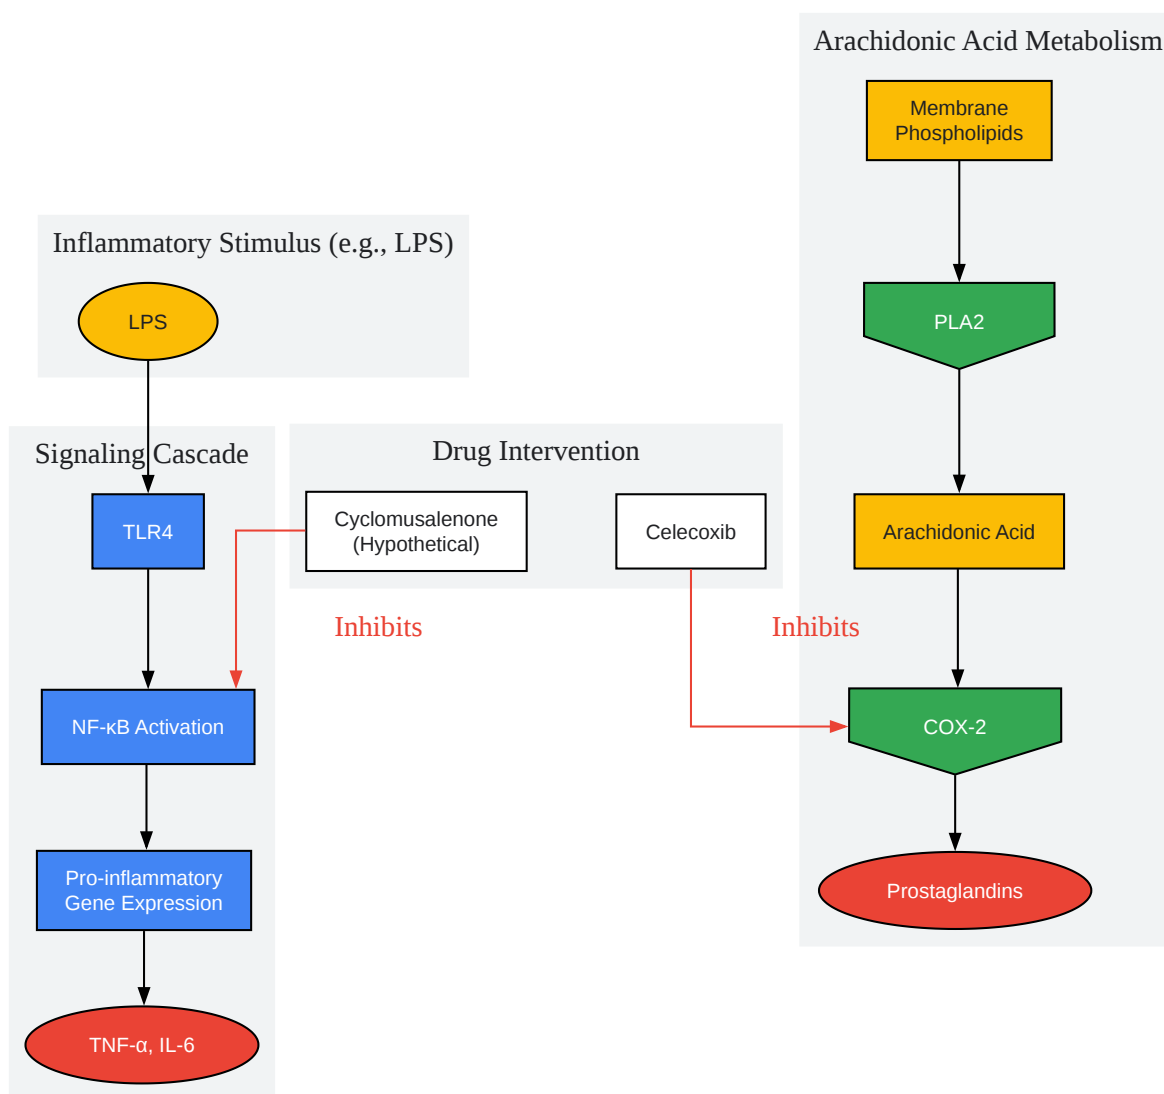 Arachidonic Acid Metabolism
Membrane
Phospholipids
Inflammatory Stimulus (e.g., LPS)
LPS
PLA2
Signaling Cascade
Drug Intervention
TLR4
Cyclomusalenone
(Hypothetical)
Celecoxib
Arachidonic Acid
Inhibits
Inhibits
NF-κB Activation
COX-2
Pro-inflammatory
Gene Expression
Prostaglandins
TNF-α, IL-6